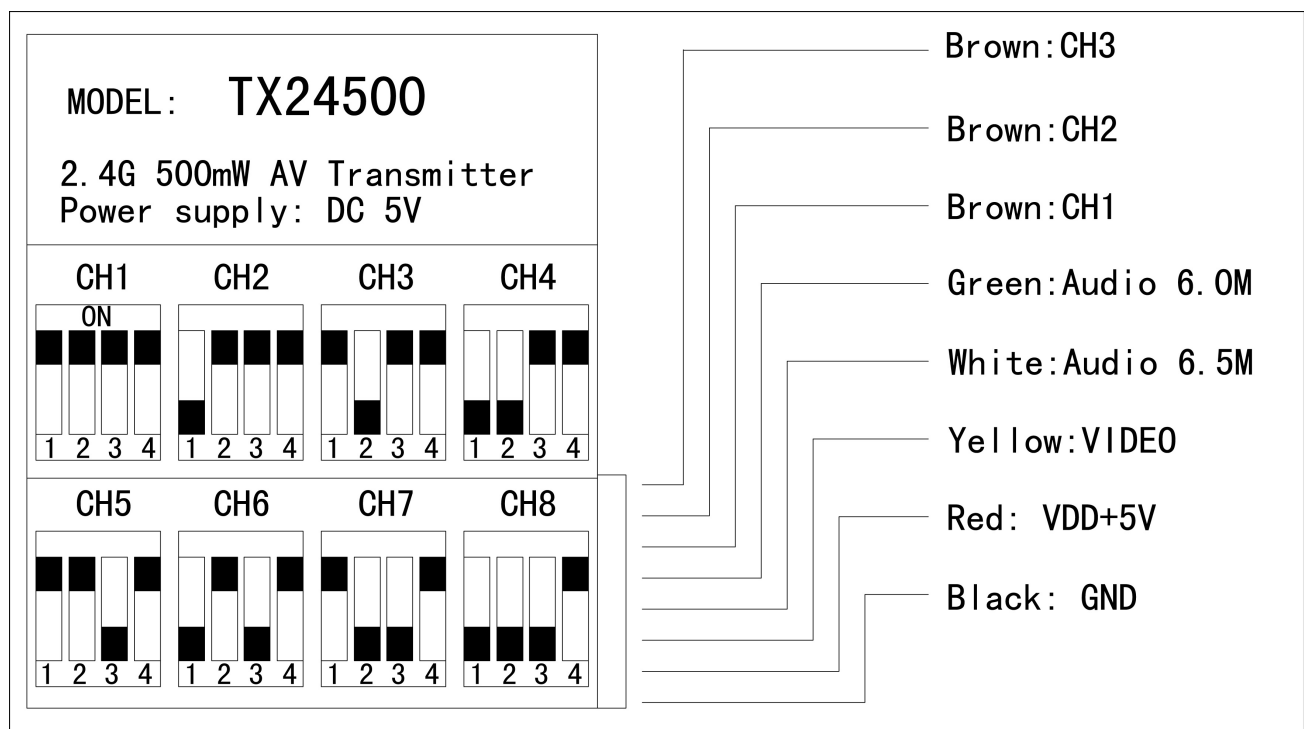 MODEL: TX24500
2.4G 500mW AV Transmitter
Power supply: DC 5V
CH1 CH2 CH3 CH4
ON
1 2 3 4 1 2 3 4 1 2 3 4 1 2 3 4
CH5 CH6 CH7 CH8
1 2 3 4 1 2 3 4 1 2 3 4 1 2 3 4
Brown:CH3
Brown:CH2
Brown:CH1
Green:Audio 6.0M
White:Audio 6.5M
Yellow:VIDEO
Red: VDD+5V
Black: GND